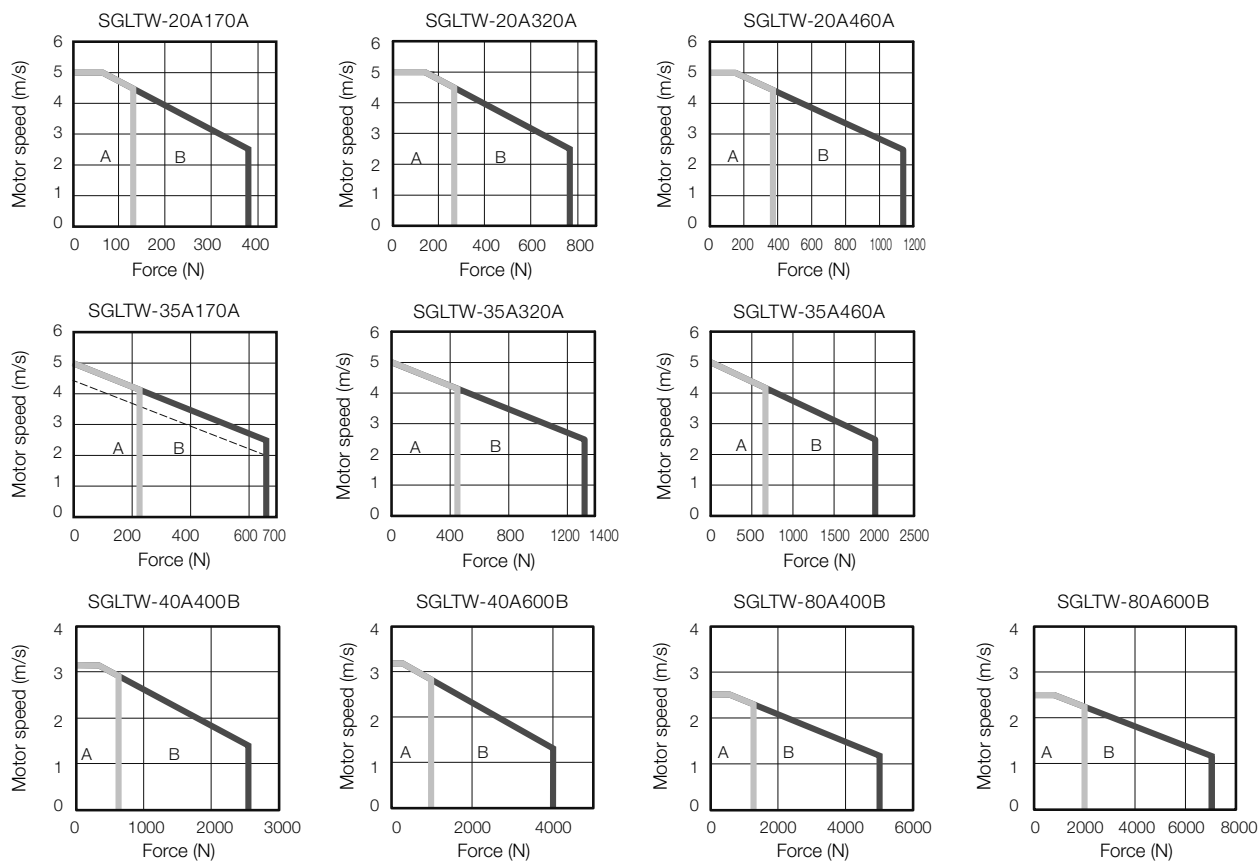 SGLTW-20A170A SGLTW-20A320A SGLTW-20A460A
Motor speed (m/s)
6
5
4
3
2
1
0
A B
0 100 200 300 400
Force (N)
Motor speed (m/s)
6
5
4
3
2
1
0
A B
0 200 400 600 800
Force (N)
Motor speed (m/s)
6
5
4
3
2
1
0
A B
0 200 400 600 800 1000 1200
Force (N)
SGLTW-35A170A SGLTW-35A320A SGLTW-35A460A
Motor speed (m/s)
6
5
4
3
2
1
0
A B
0 200 400 600 700
Force (N)
Motor speed (m/s)
6
5
4
3
2
1
0
A B
0 400 800 1200 1400
Force (N)
Motor speed (m/s)
6
5
4
3
2
1
0
A B
0 500 1000 1500 2000 2500
Force (N)
SGLTW-40A400B SGLTW-40A600B SGLTW-80A400B SGLTW-80A600B
Motor speed (m/s)
4
3
2
1
0
A B
0 1000 2000 3000
Force (N)
Motor speed (m/s)
4
3
2
1
0
A B
0 2000 4000
Force (N)
Motor speed (m/s)
4
3
2
1
0
A B
0 2000 4000 6000
Force (N)
Motor speed (m/s)
4
3
2
1
0
A B
0 2000 4000 6000 8000
Force (N)